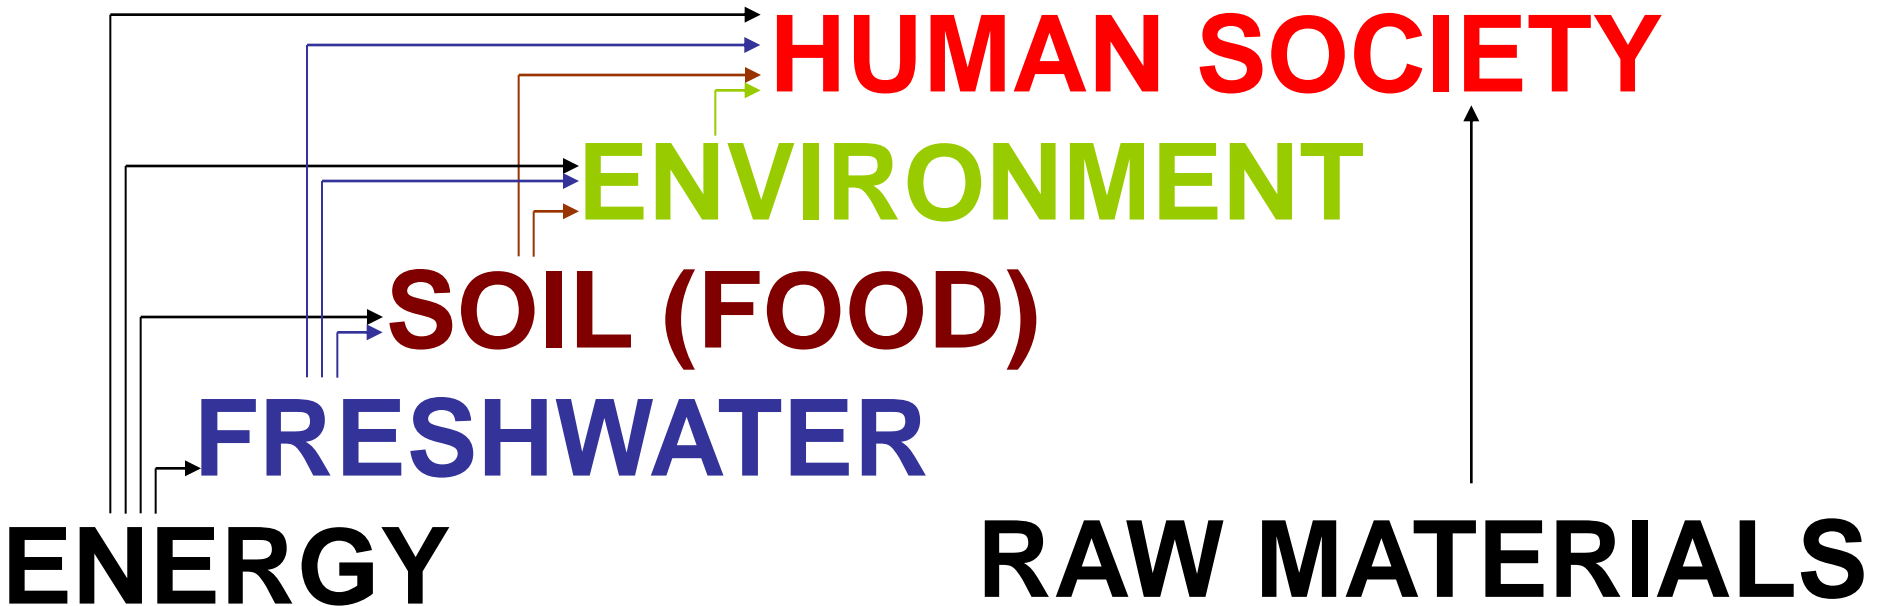 HUMAN SOCIETY
ENVIRONMENT
SOIL (FOOD)
FRESHWATER
ENERGY
RAW MATERIALS